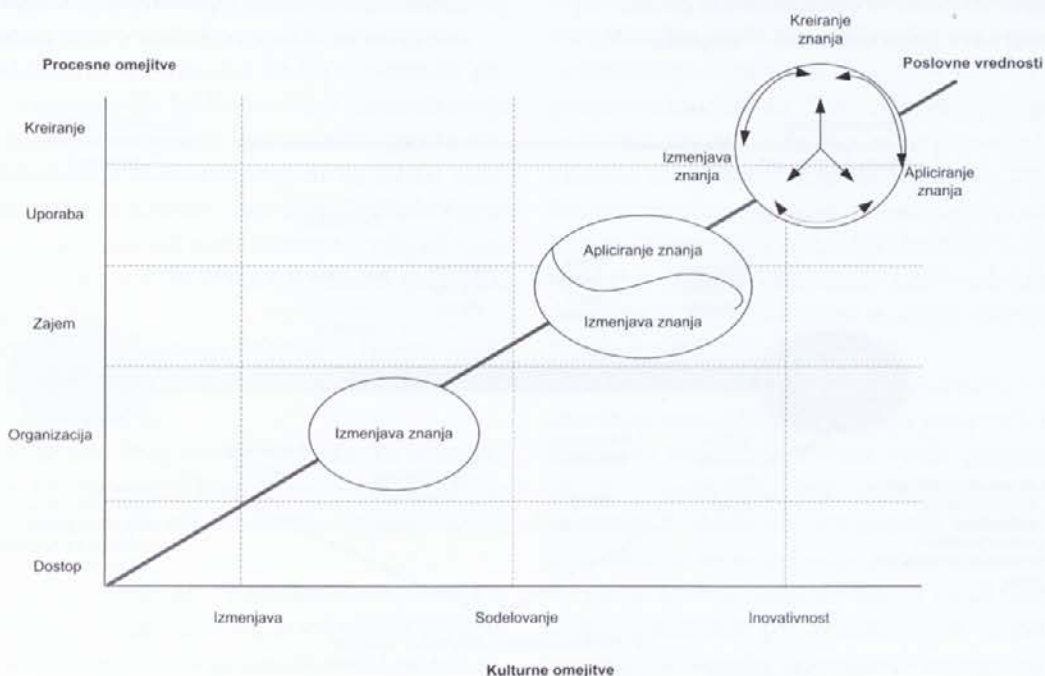 Kreiranje
znanja
Procesne omejitve
Poslovne vrednosti
Kreiranje
Izmenjava
znanja
Apliciranje
znanja
Uporaba
Apliciranje znanja
Zajem
Izmenjava znanja
Organizacija
Izmenjava znanja
Dostop
Izmenjava
Sodelovanje
Inovativnost
Kulturne omejitve